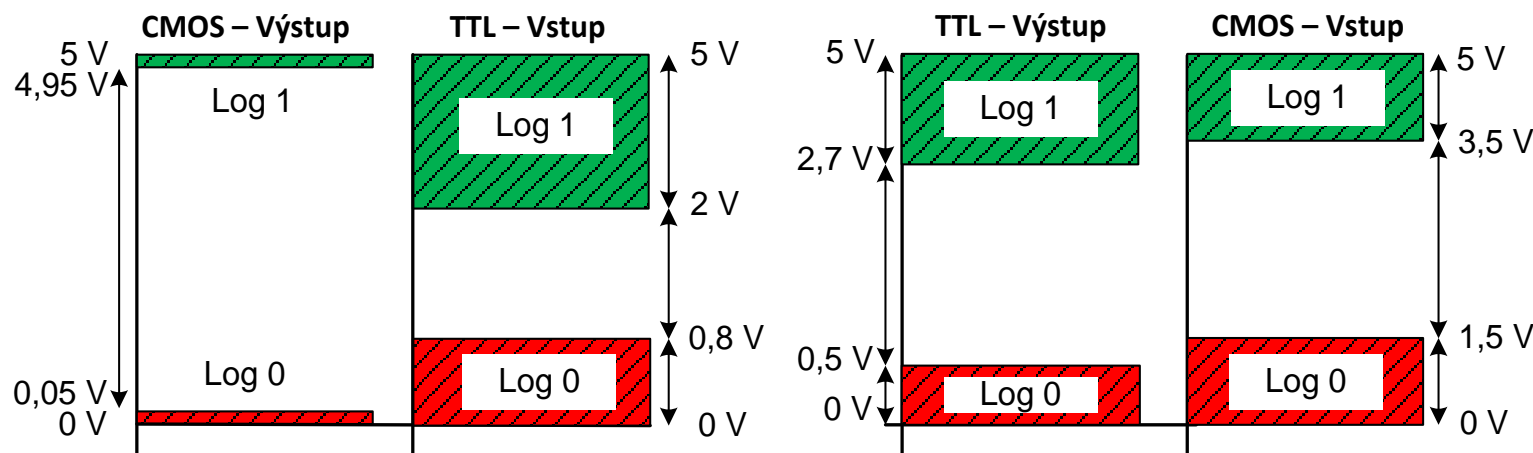 CMOS – Výstup
TTL – Vstup
5 V
4,95 V
Log 1
Log 0
0,05 V
0 V
5 V
Log 1
2 V
0,8 V
Log 0
0 V
TTL – Výstup
CMOS – Vstup
5 V
Log 1
2,7 V
0,5 V
Log 0
0 V
5 V
Log 1
3,5 V
1,5 V
Log 0
0 V